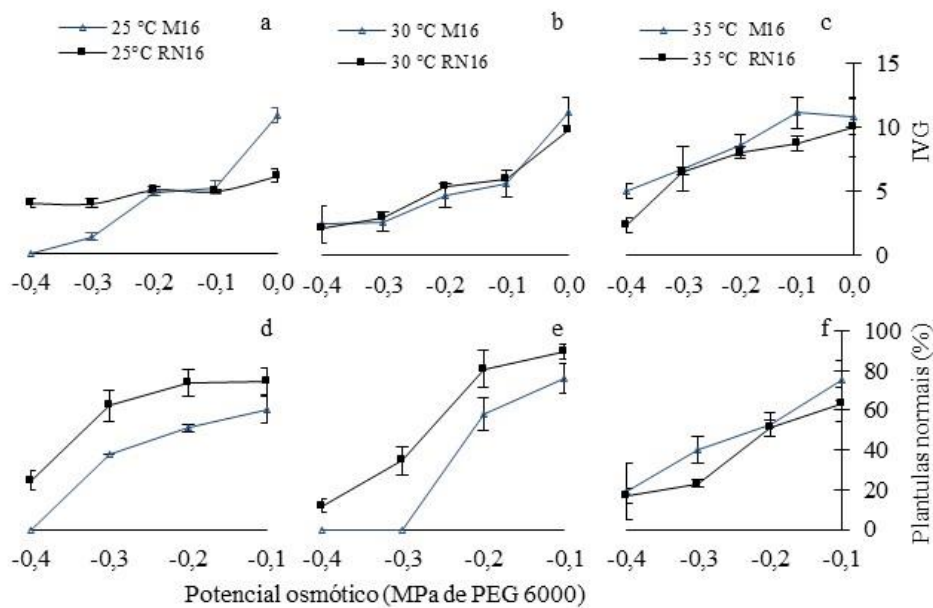 25 °C M16
25°C RN16
a
30 °C M16
30 °C RN16
b
35 °C M16
35 °C RN16
c
15
10
5
0
IVG
-0,4 -0,3 -0,2 -0,1 0,0
-0,4 -0,3 -0,2 -0,1 0,0
-0,4 -0,3 -0,2 -0,1 0,0
d
e
f
100
80
60
40
20
0
Plantulas normais (%)
-0,4 -0,3 -0,2 -0,1
-0,4 -0,3 -0,2 -0,1
-0,4 -0,3 -0,2 -0,1
Potencial osmótico (MPa de PEG 6000)